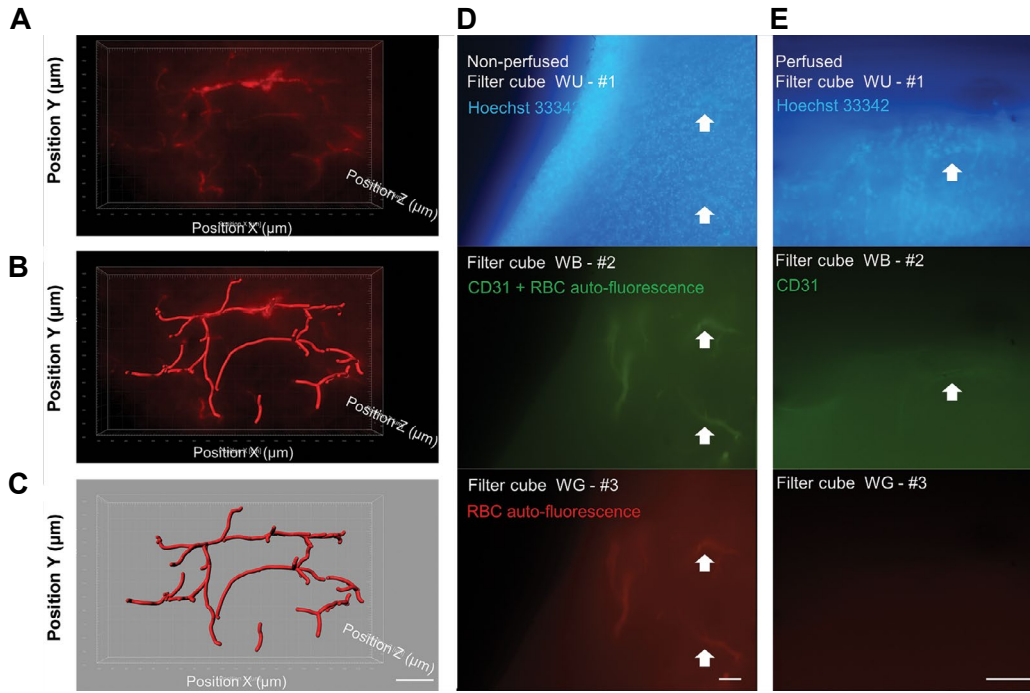 A
Position Y (µm)
Position Z (µm)
Position X (µm)
B
Position Y (µm)
Position Z (µm)
Position X (µm)
C
Position Y (µm)
Position Z (µm)
Position X (µm)
D
Non-perfused
Filter cube WU - #1
Hoechst 33342
Filter cube WB - #2
CD31 + RBC auto-fluorescence
Filter cube WG - #3
RBC auto-fluorescence
E
Perfused
Filter cube WU - #1
Hoechst 33342
Filter cube WB - #2
CD31
Filter cube WG - #3